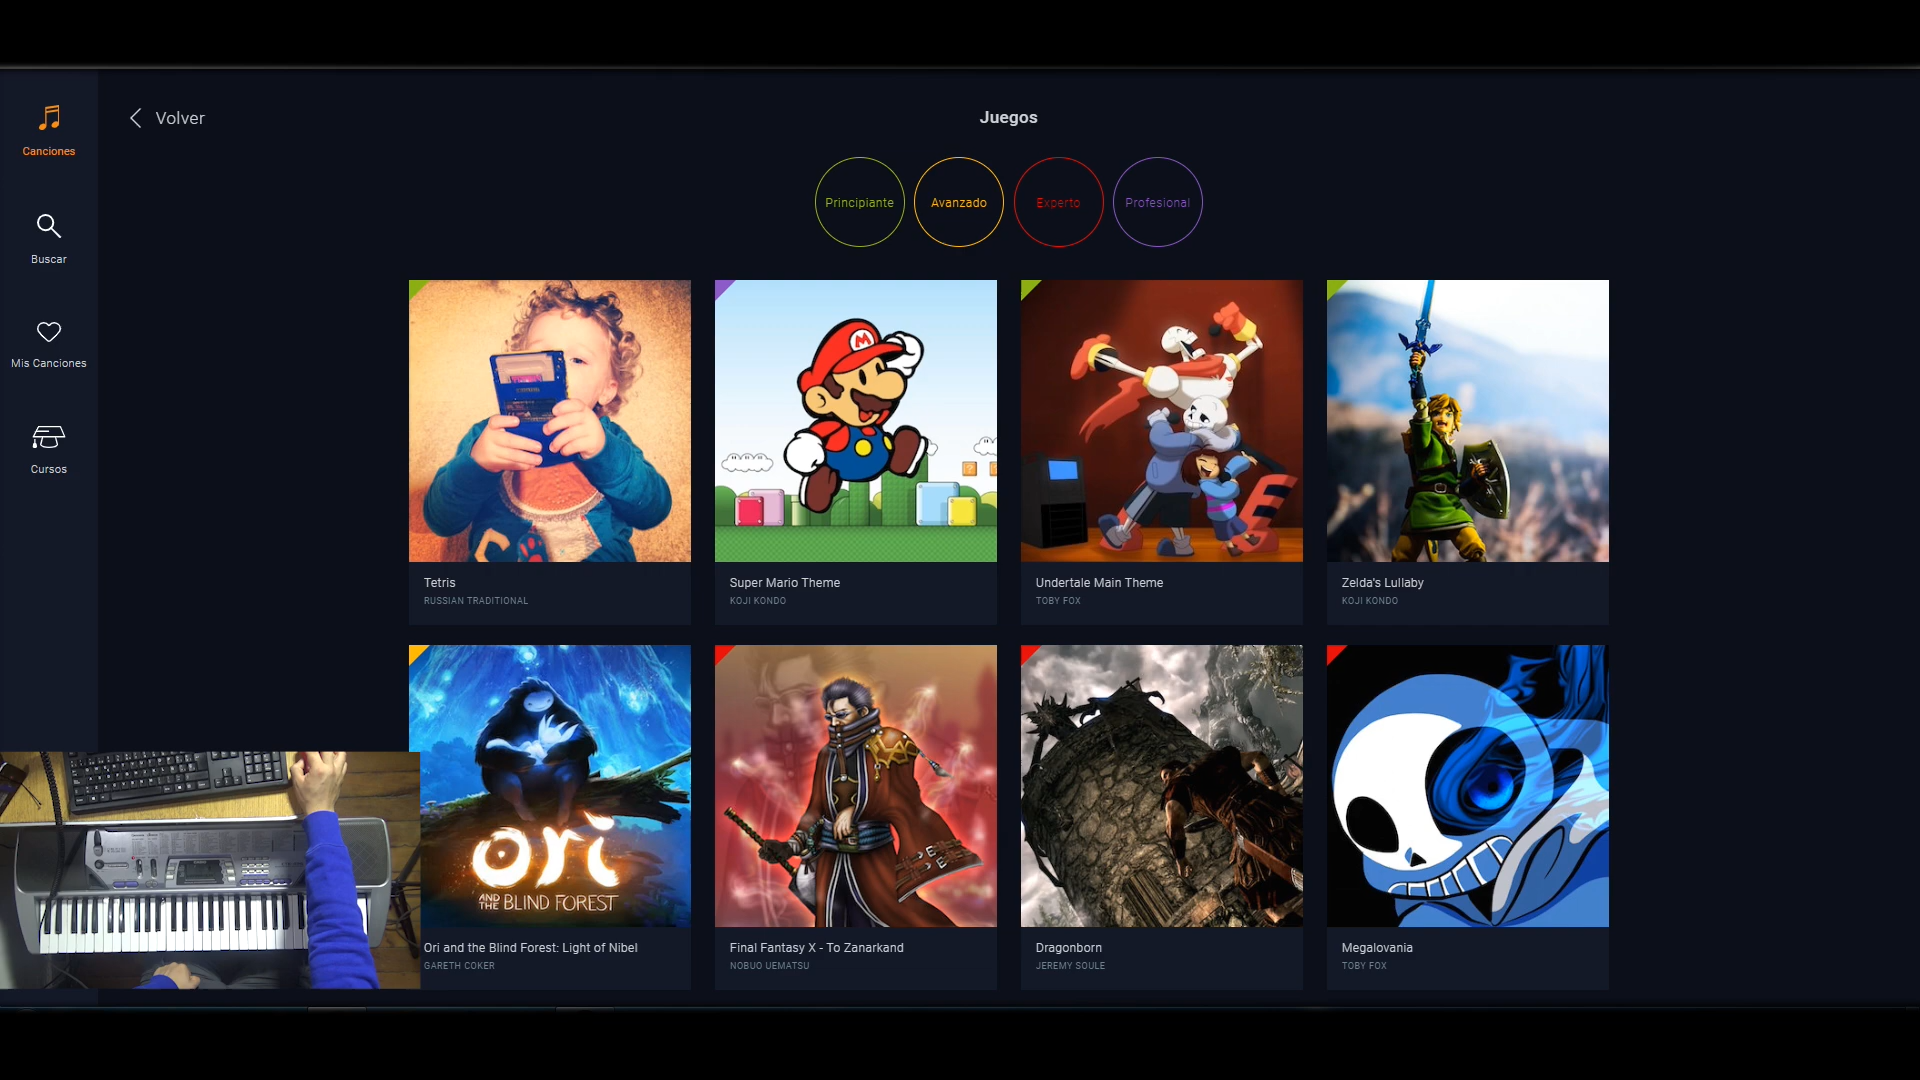 Volver
Juegos
Canciones
Buscar
Mis Canciones
Cursos
Principiante
Avanzado
Experto
Profesional
M
Tetris
RUSSIAN TRADITIONAL
Super Mario Theme
KOJI KONDO
Undertale Main Theme
TOBY FOX
Zelda's Lullaby
KOJI KONDO
ori
AND THE BLIND FOREST
Ori and the Blind Forest: Light of Nibel
GARETH COKER
Final Fantasy X - To Zanarkand
NOBUO UEMATSU
Dragonborn
JEREMY SOULE
Megalovania
TOBY FOX